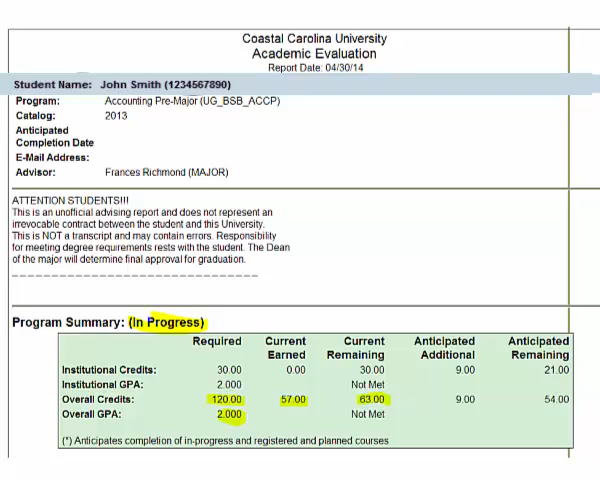 Coastal Carolina University
Academic Evaluation
Report Date: 04/30/14
Student Name: John Smith (1234567890)
Program: Accounting Pre-Major (UG_BSB_ACCP)
Catalog: 2013
Anticipated
Completion Date
E-Mail Address:
Advisor: Frances Richmond (MAJOR)
ATTENTION STUDENTS!!!
This is an unofficial advising report and does not represent an
irrevocable contract between the student and this University.
This is NOT a transcript and may contain errors. Responsibility
for meeting degree requirements rests with the student. The Dean
of the major will determine final approval for graduation.
Program Summary: (In Progress)
Required Current Current Anticipated Anticipated
Earned Remaining Additional Remaining
Institutional Credits: 30.00 0.00 30.00 9.00 21.00
Institutional GPA: 2.000 Not Met
Overall Credits: 120.00 57.00 63.00 9.00 54.00
Overall GPA: 2.000 Not Met
(*) Anticipates completion of in-progress and registered and planned courses